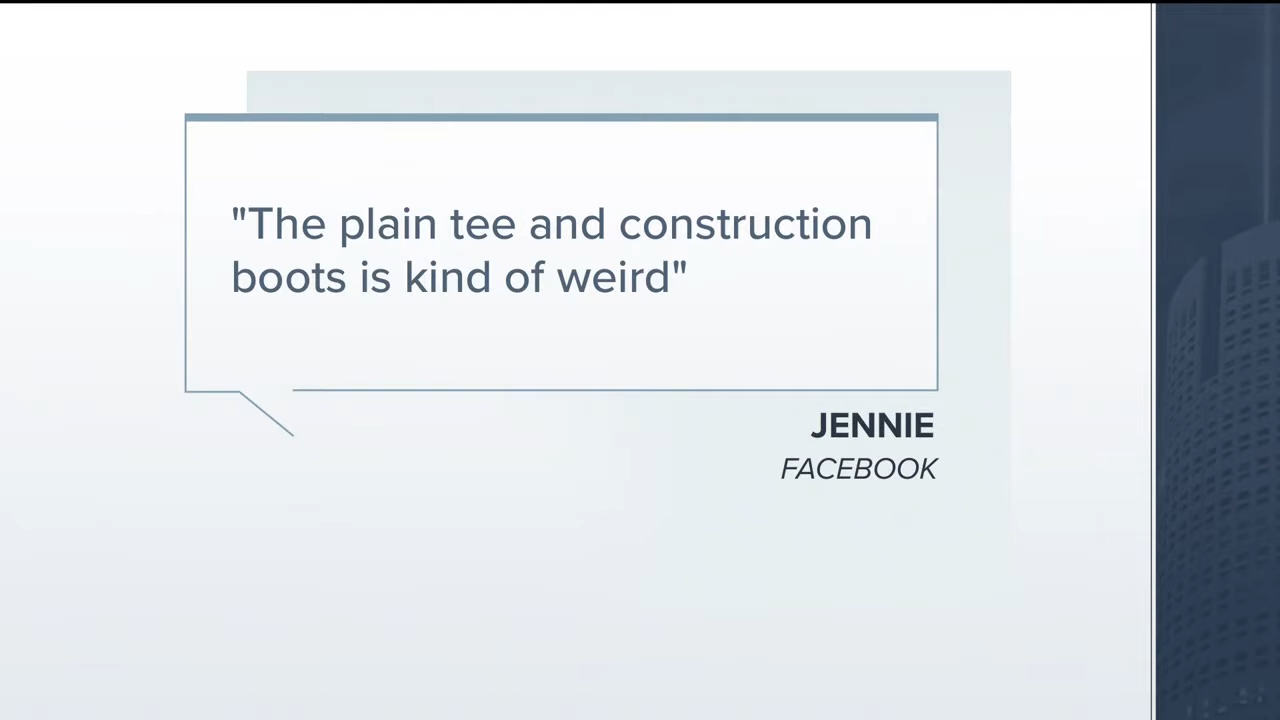 "The plain tee and construction
boots is kind of weird"
JENNIE
FACEBOOK